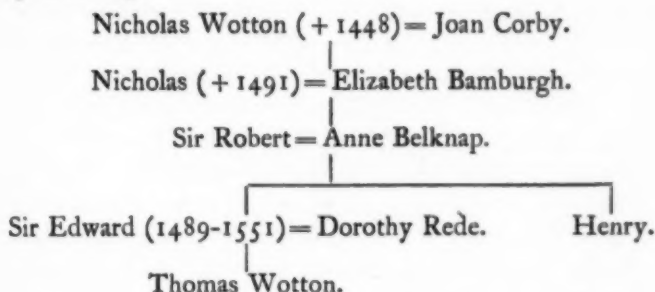 Nicholas Wotton (+ 1448) = Joan Corby.
Nicholas (+ 1491) = Elizabeth Bamburgh.
Sir Robert = Anne Belknap.
Sir Edward (1489-1551) = Dorothy Rede. Henry.
Thomas Wotton.